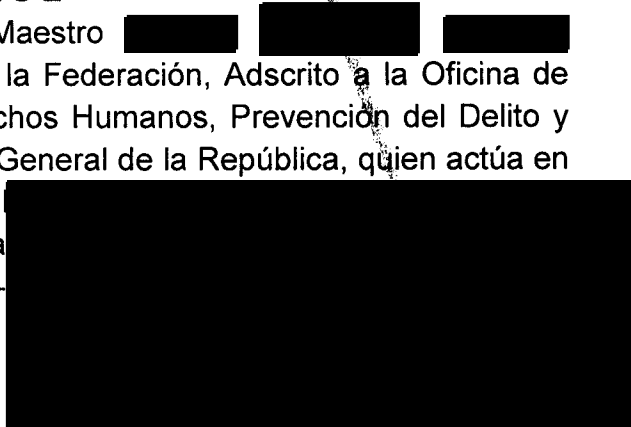 Maestro
la Federación, Adscrito a la Oficina de
chos Humanos, Prevención del Delito y
General de la República, quien actúa en